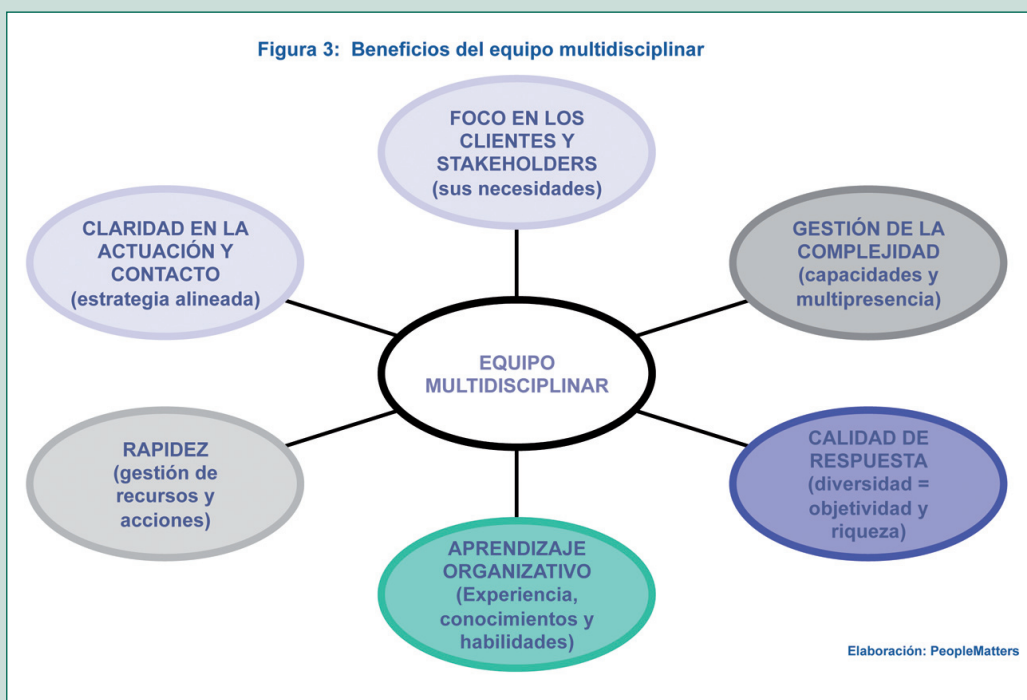 Figura 3: Beneficios del equipo multidisciplinar
FOCO EN LOS
CLIENTES Y
STAKEHOLDERS
(sus necesidades)
CLARIDAD EN LA
ACTUACIÓN Y
CONTACTO
(estrategia alineada)
GESTIÓN DE LA
COMPLEJIDAD
(capacidades y
multipresencia)
EQUIPO
MULTIDISCIPLINAR
RAPIDEZ
(gestión de
recursos y
acciones)
CALIDAD DE
RESPUESTA
(diversidad =
objetividad y
riqueza)
APRENDIZAJE
ORGANIZATIVO
(Experiencia,
conocimientos y
habilidades)
Elaboración: PeopleMatters